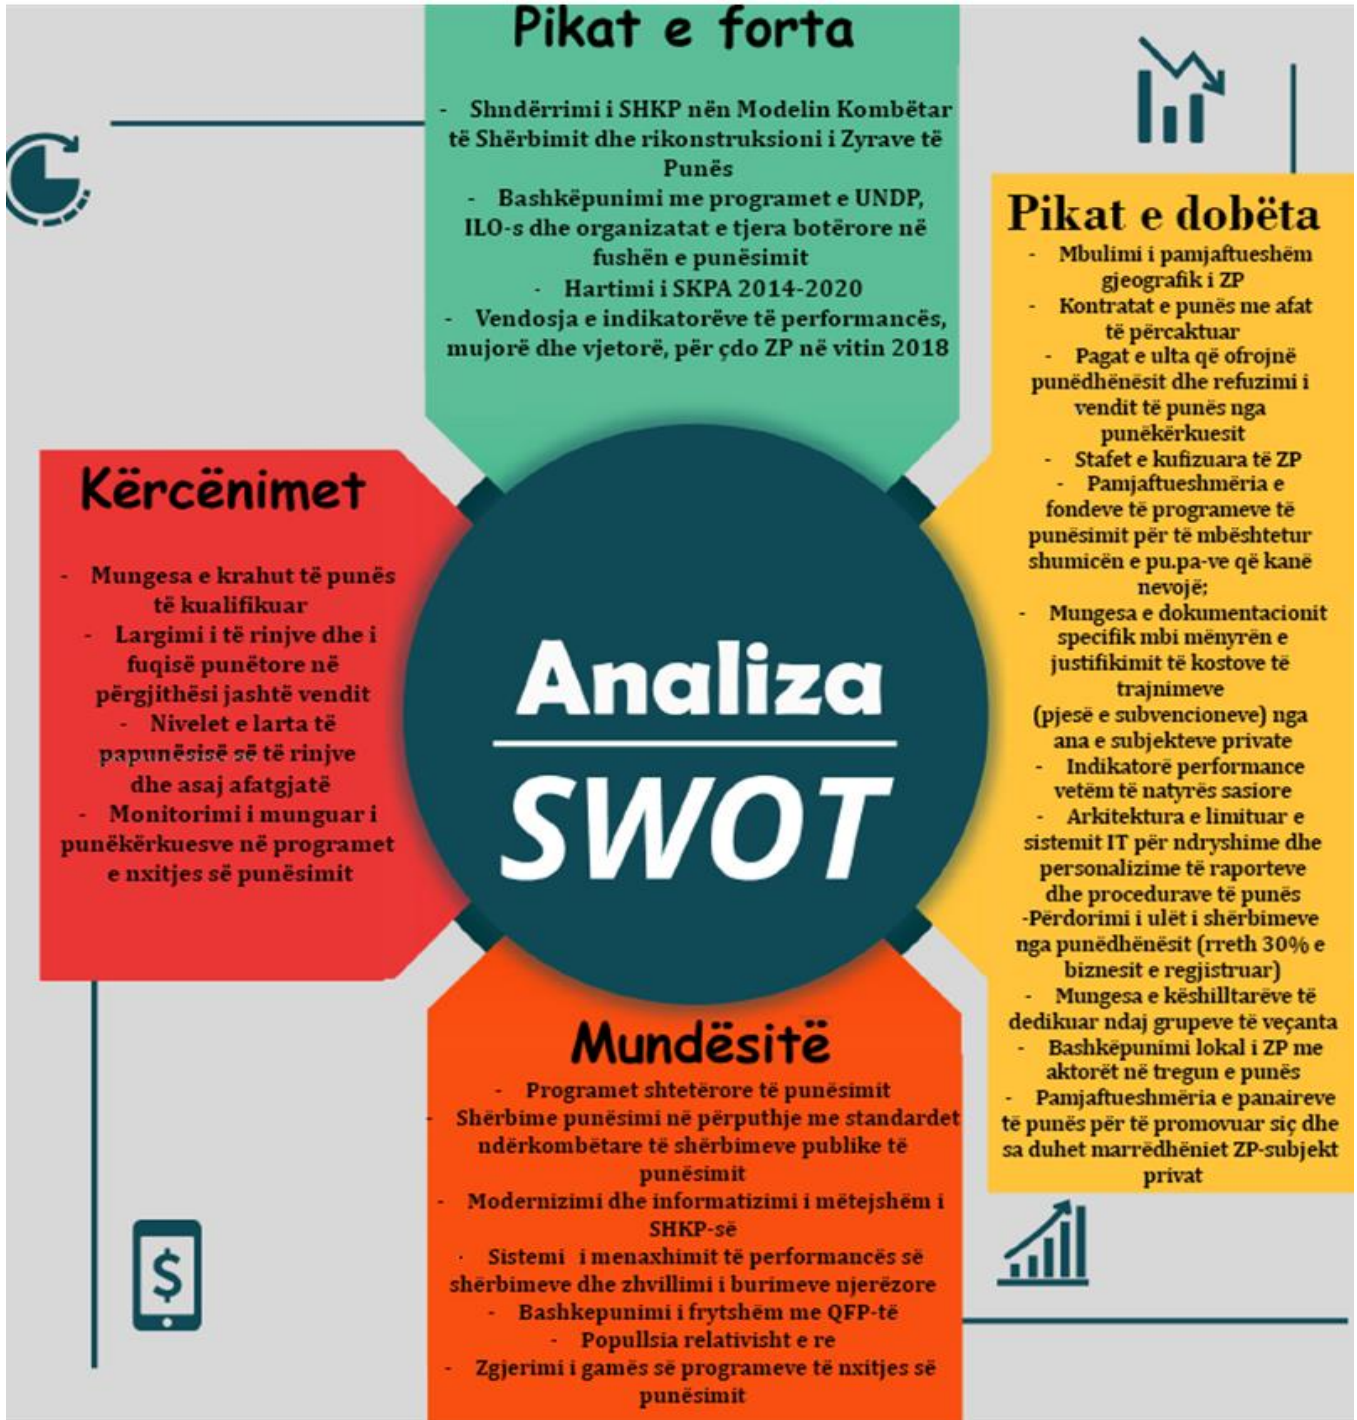 Pikat e forta
- Shndërrimi i SHKP nën Modelin Kombëtar
të Shërbimit dhe rikonstruksioni i Zyrave të
Punës
- Bashkëpunimi me programet e UNDP,
ILO-s dhe organizatat e tjera botërore në
fushën e punësimit
- Hartimi i SKPA 2014-2020
- Vendosja e indikatorëve të performancës,
mujorë dhe vjetorë, për çdo ZP në vitin 2018
Pikat e dobëta
- Mbulimi i pamjaftueshëm
gjeografik i ZP
- Kontratat e punës me afat
të përcaktuar
- Pagat e ulta që ofrojnë
punëdhënësit dhe refuzimi i
vendit të punës nga
punëkërkuesit
- Stafet e kufizuara të ZP
- Pamjaftueshmëria e
fondeve të programeve të
punësimit për të mbështetur
shumicën e pu.pa-ve që kanë
nevojë;
- Mungesa e dokumentacionit
specifik mbi mënyrën e
justifikimit të kostove të
trajnimeve
(pjesë e subvencioneve) nga
ana e subjekteve private
- Indikatorë performance
vetëm të natyrës sasiore
- Arkitektura e limituar e
sistemit IT për ndryshime dhe
personalizime të raporteve
dhe procedurave të punës
-Përdorimi i ulët i shërbimeve
nga punëdhënësit (rreth 30% e
biznesit e regjistruar)
- Mungesa e këshilltarëve të
dedikuar ndaj grupeve të veçanta
- Bashkëpunimi lokal i ZP me
aktorët në tregun e punës
- Pamjaftueshmëria e panaireve
të punës për të promovuar siç dhe
sa duhet marrëdhëniet ZP-subjekt
privat
Kërcënimet
- Mungesa e krahut të punës
të kualifikuar
- Largimi i të rinjve dhe i
fuqisë punëtore në
përgjithësi jashtë vendit
- Nivelet e larta të
papunësisë së të rinjve
dhe asaj afatgjatë
- Monitorimi i munguar i
punëkërkuesve në programet
e nxitjes së punësimit
Analiza
SWOT
Mundësitë
- Programet shtetërore të punësimit
- Shërbime punësimi në përputhje me standardet
ndërkombëtare të shërbimeve publike të
punësimit
- Modernizimi dhe informatizimi i mëtejshëm i
SHKP-së
· Sistemi i menaxhimit të performancës së
shërbimeve dhe zhvillimi i burimeve njerëzore
- Bashkepunimi i frytshëm me QFP-të
- Popullsia relativisht e re
- Zgjerimi i gamës së programeve të nxitjes së
punësimit
$